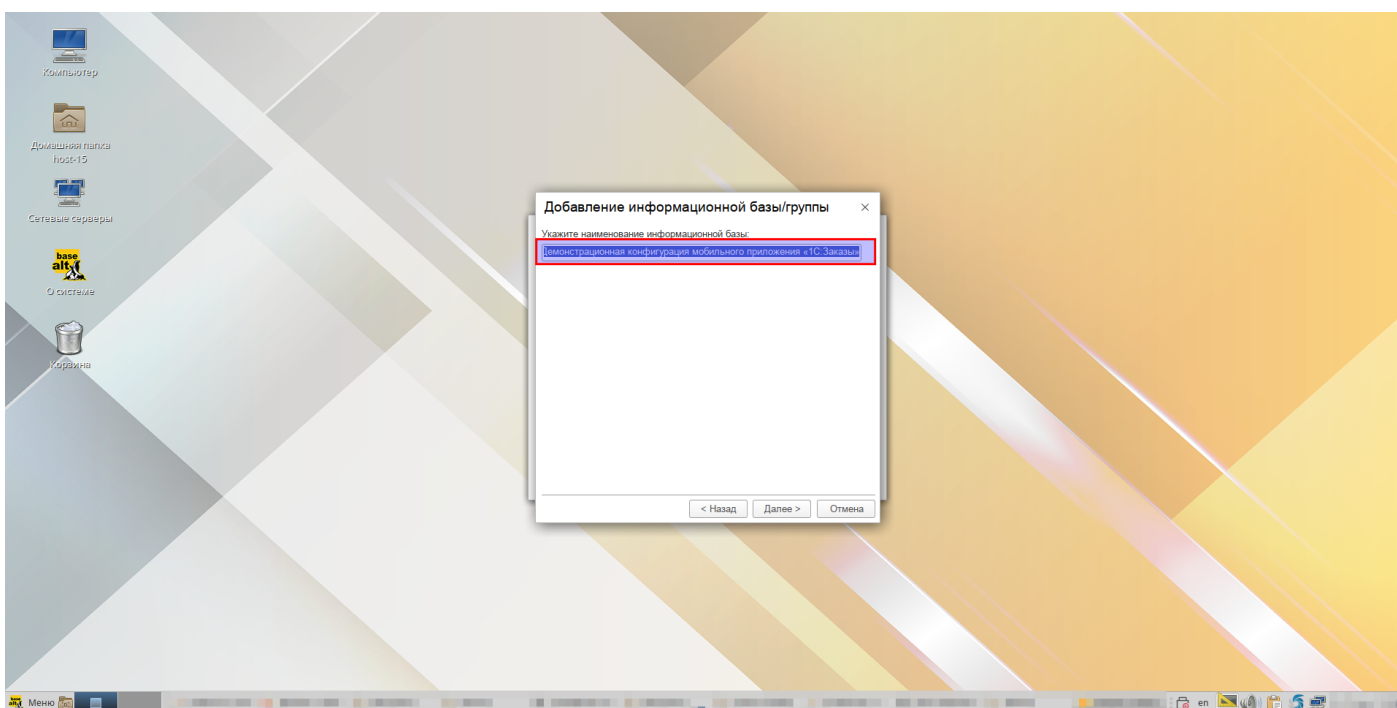 Компьютер
Домашняя папка
host-15
Сетевые серверы
base
alt
О системе
Корзина
Добавление информационной базы/группы
Укажите наименование информационной базы:
демонстрационная конфигурация мобильного приложения «1С.Заказы»
< Назад
Далее >
Отмена
Меню
en